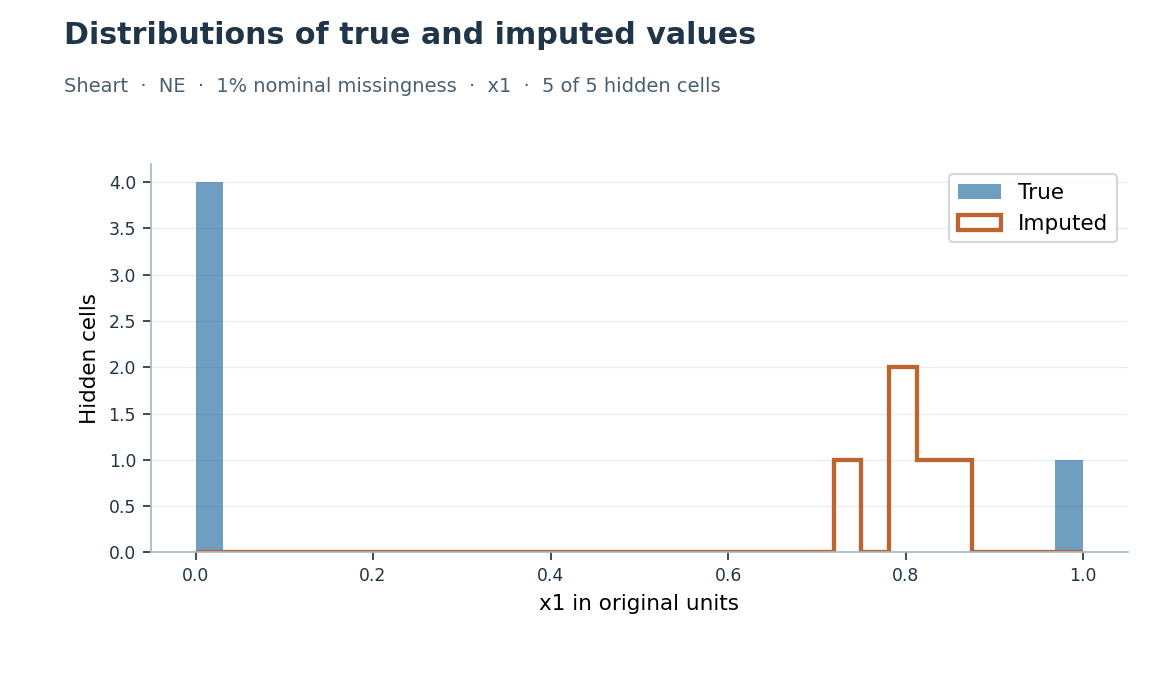 Distributions of true and imputed values
Sheart · NE · 1% nominal missingness · x1 · 5 of 5 hidden cells
True
Imputed
Hidden cells
4.0
3.5
3.0
2.5
2.0
1.5
1.0
0.5
0.0
0.0 0.2 0.4 0.6 0.8 1.0
x1 in original units